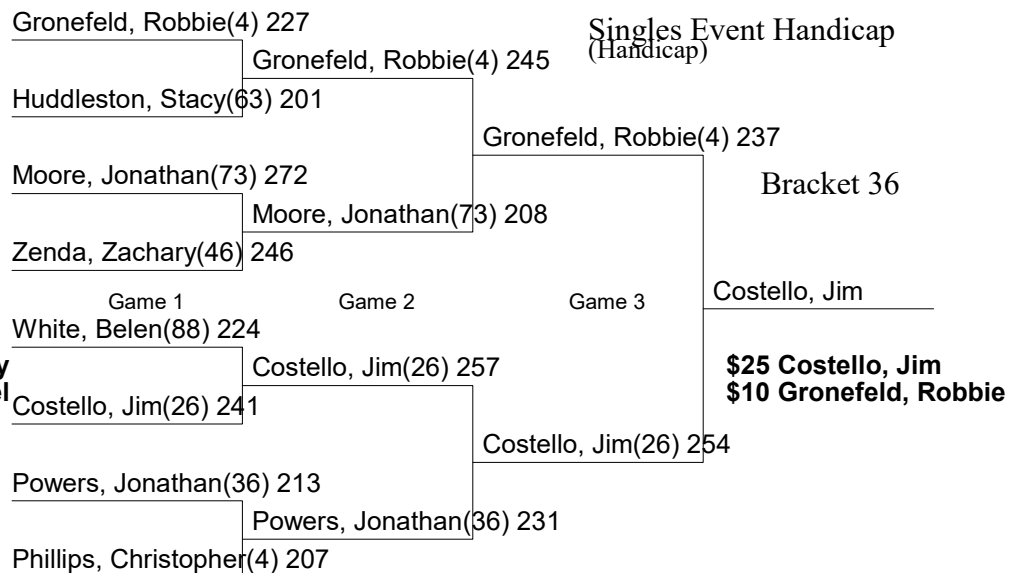 Gronefeld, Robbie(4) 227
Singles Event Handicap
(Handicap)
Gronefeld, Robbie(4) 245
Huddleston, Stacy(63) 201
Gronefeld, Robbie(4) 237
Moore, Jonathan(73) 272
Bracket 36
Moore, Jonathan(73) 208
Zenda, Zachary(46) 246
Game 1
Game 2
Game 3
Costello, Jim
White, Belen(88) 224
Costello, Jim(26) 257
$25 Costello, Jim
$10 Gronefeld, Robbie
Costello, Jim(26) 241
Costello, Jim(26) 254
Powers, Jonathan(36) 213
Powers, Jonathan(36) 231
Phillips, Christopher(4) 207